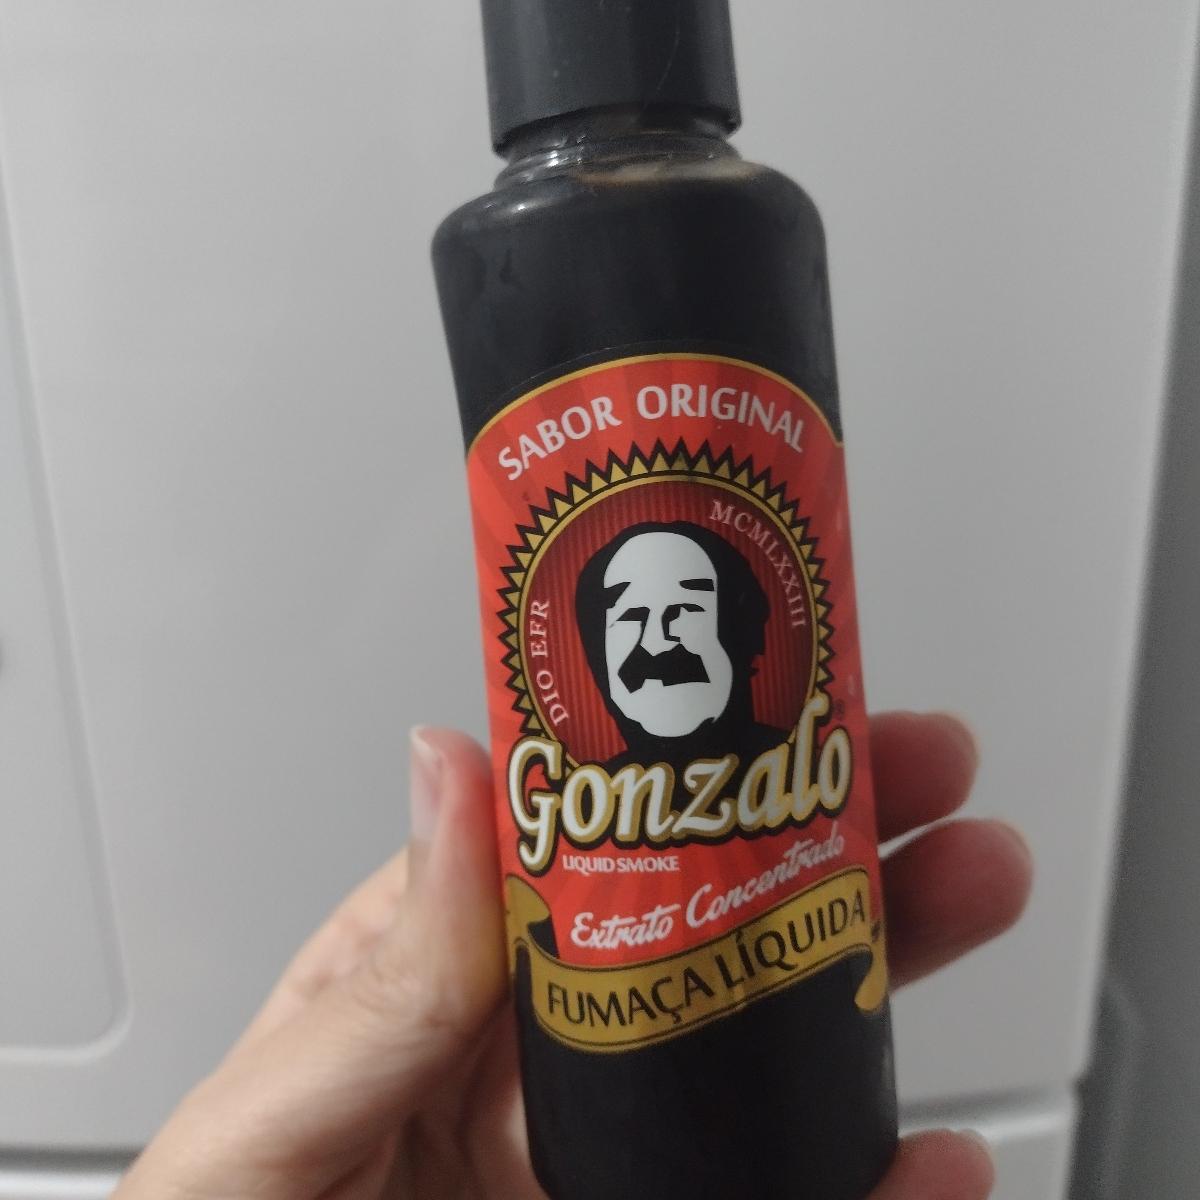 SABOR ORIGINAL
DIO EFR
MCMLXXIII
Gonzalo®
LIQUID SMOKE
Extrato Concentrado
FUMAÇA LÍQUIDA